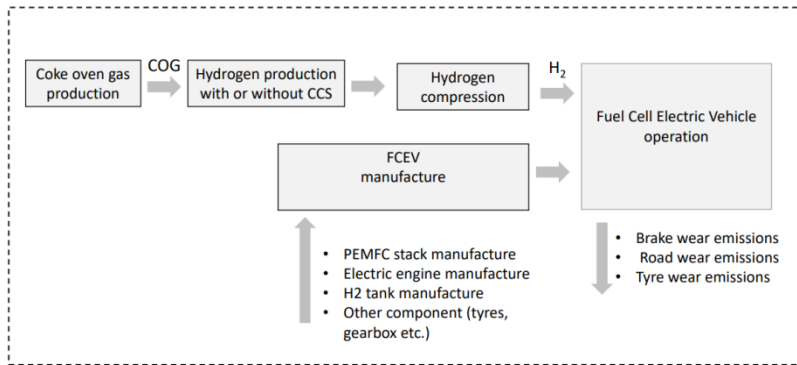 Coke oven gas
production
COG
Hydrogen production
with or without CCS
Hydrogen
compression
H₂
Fuel Cell Electric Vehicle
operation
FCEV
manufacture
• PEMFC stack manufacture
• Electric engine manufacture
• H2 tank manufacture
• Other component (tyres,
gearbox etc.)
• Brake wear emissions
• Road wear emissions
• Tyre wear emissions